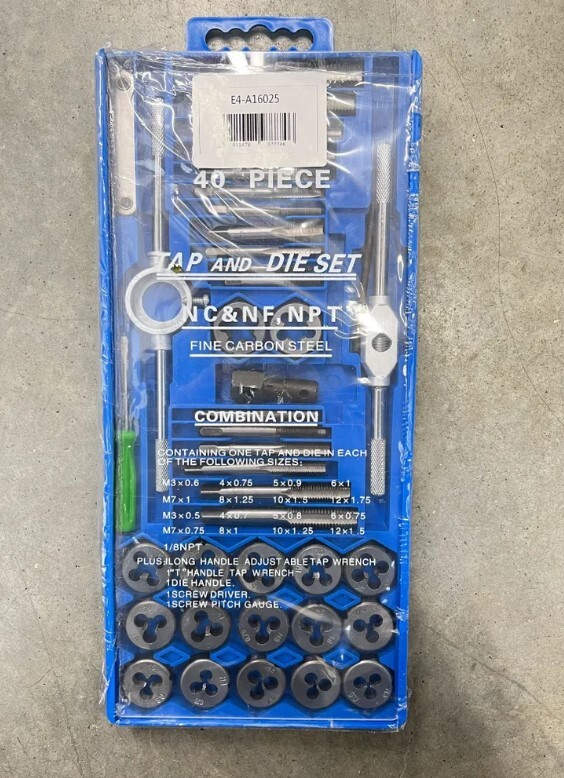 E4-A16025
40 PIECE
TAP AND DIE SET
NC&NF, NPT
FINE CARBON STEEL
COMBINATION
CONTAINING ONE TAP AND DIE IN EACH
OF THE FOLLOWING SIZES:
M3×0.6 4×0.75 5×0.9 6×1
M7×1 8×1.25 10×1.5 12×1.75
M3×0.5 4×0.7 5×0.8 6×0.75
M7×0.75 8×1 10×1.25 12×1.5
1/8NPT
PLUS:LONG HANDLE ADJUSTABLE TAP WRENCH
1"T"HANDLE TAP WRENCH
1DIE HANDLE.
1SCREW DRIVER.
1SCREW PITCH GAUGE.